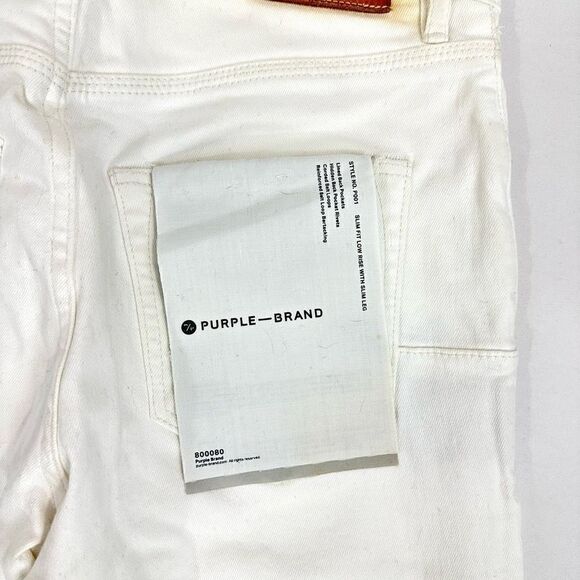 STYLE NO. P001 SLIM FIT LOW RISE WITH SLIM LEG
Lined Back Pockets
Hidden Back Pocket Rivets
Corded Belt Loops
Reinforced Belt Loop Bartacking
PURPLE—BRAND
800080
Purple Brand
purple-brand.com All rights reserved